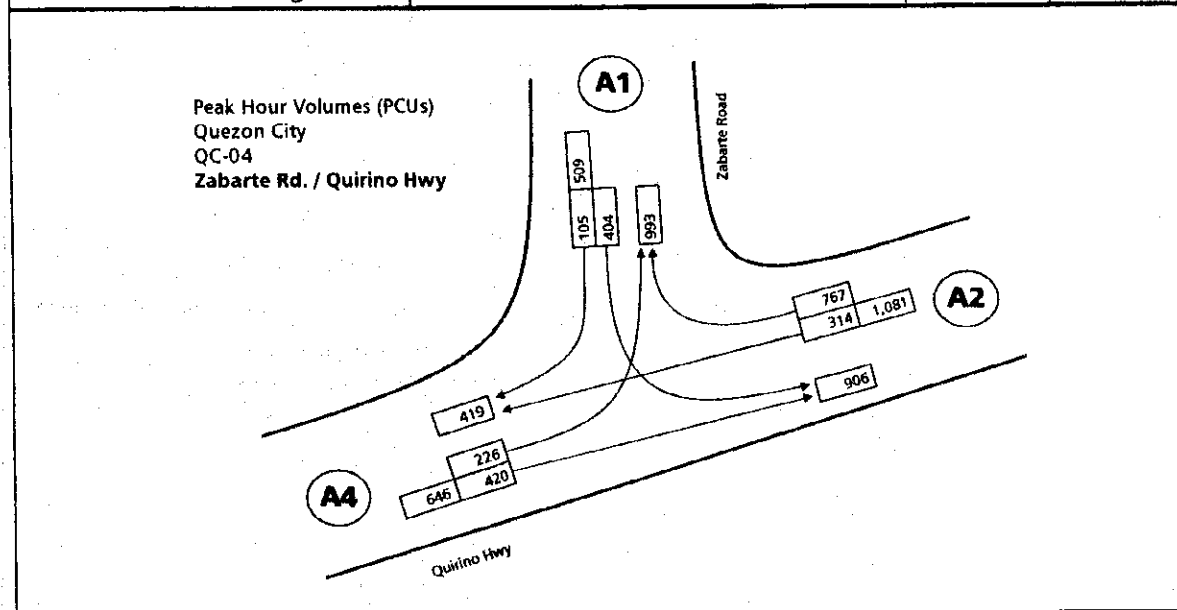 Peak Hour Volumes (PCUs)
Quezon City
QC-04
Zabarte Rd. / Quirino Hwy
A1
Zabarte Road
509
105
404
993
A2
767
314
1,081
906
419
226
420
646
A4
Quirino Hwy